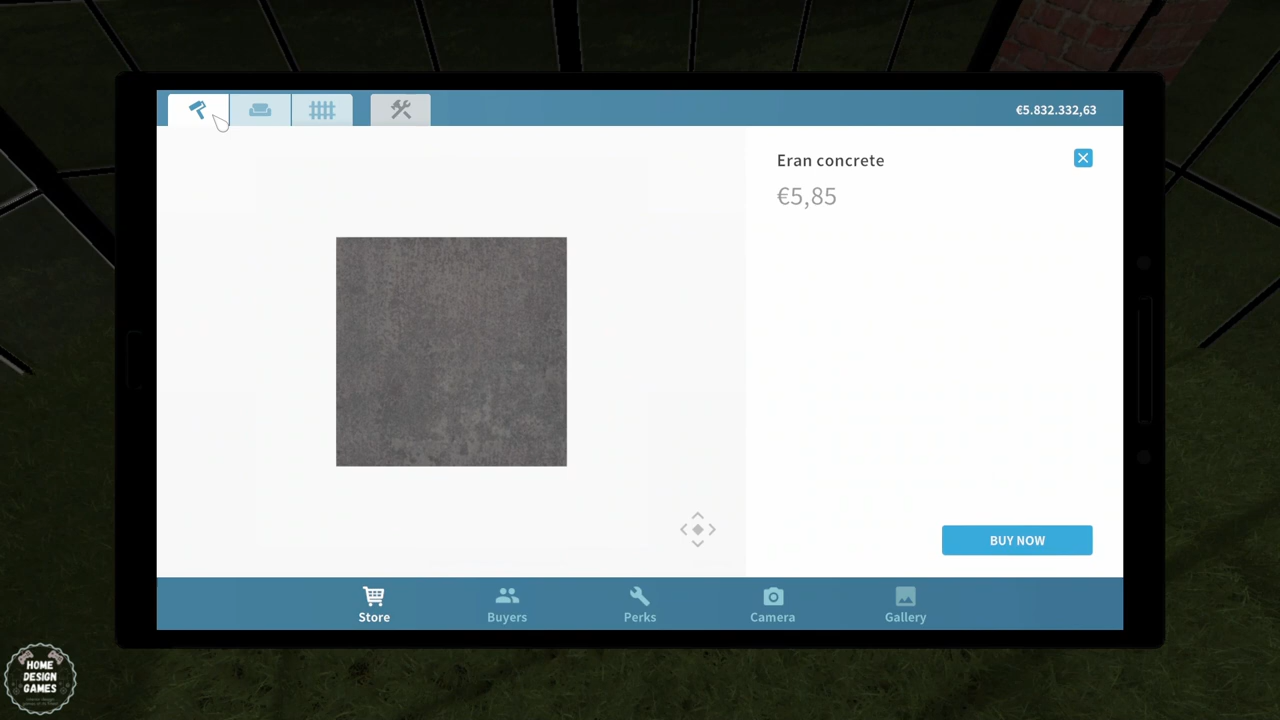 €5.832.332,63
Eran concrete
€5,85
BUY NOW
Store
Buyers
Perks
Camera
Gallery
HOME
DESIGN
GAMES